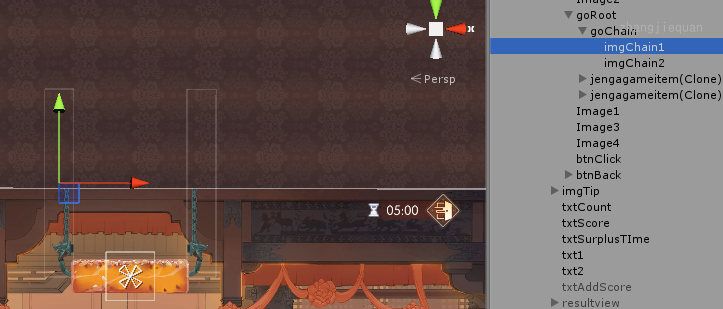 Image2
goRoot
zhangjiequan
goChain
imgChain1
x
imgChain2
Persp
jengagameitem(Clone)
jengagameitem(Clone)
Image1
Image3
Image4
btnClick
btnBack
imgTip
05:00
txtCount
txtScore
txtSurplusTIme
txt1
txt2
txtAddScore
resultview